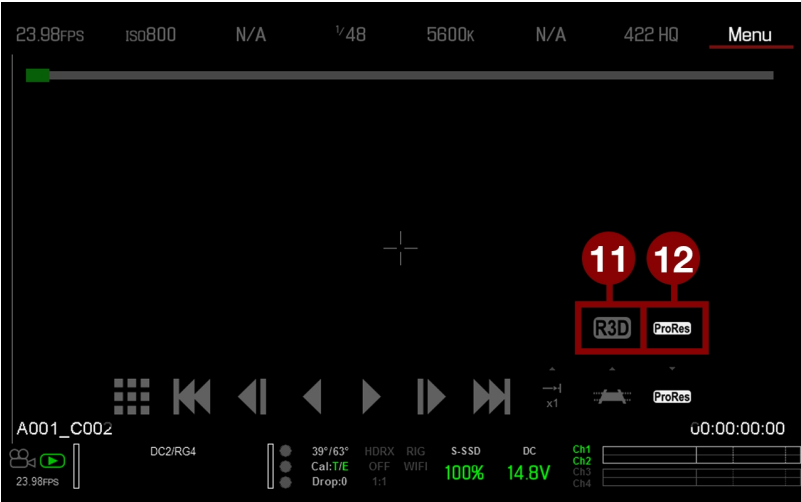 23.98FPS ISO800 N/A 1/48 5600K N/A 422 HQ Menu
11 12
R3D ProRes
x1 ProRes
A001_C002 00:00:00:00
DC2/RG4 39°/63° HDRX RIG S-SSD DC Ch1
Cal:T/E OFF WIFI 100% 14.8V Ch2
23.98FPS Drop:0 1:1 Ch3
Ch4